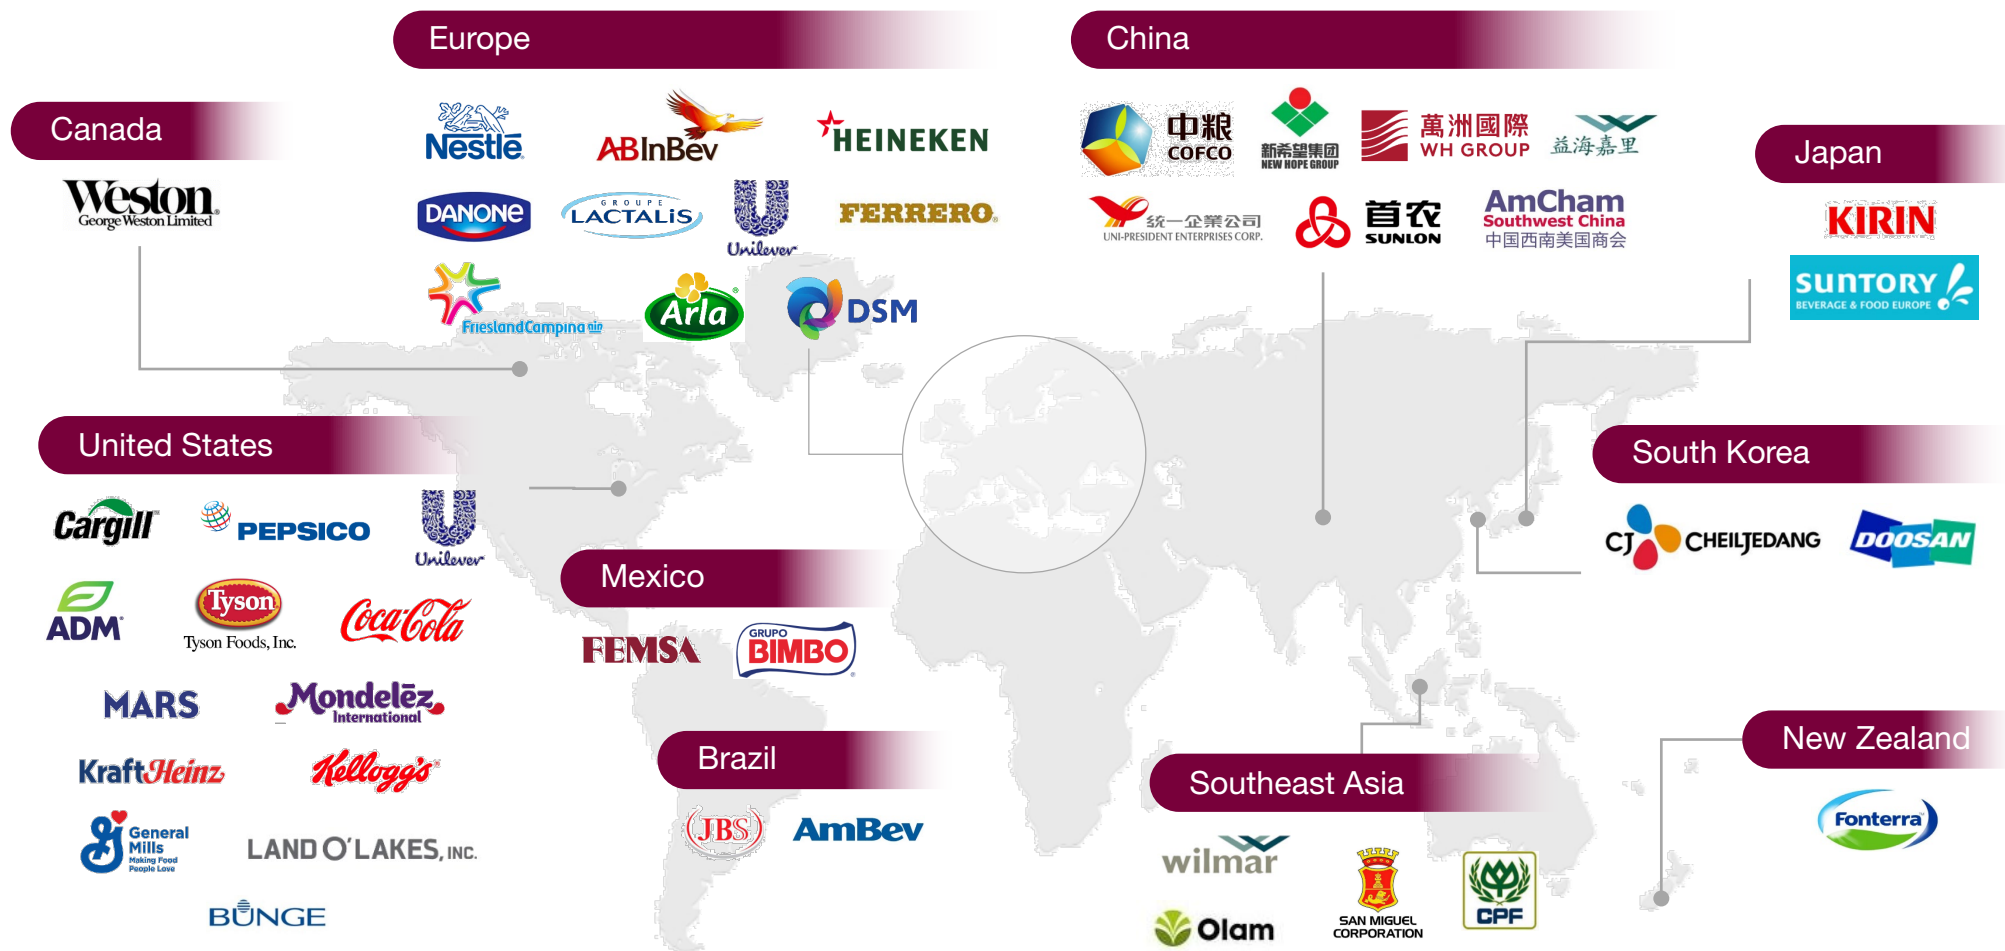 Europe
Nestlé
ABInBev
HEINEKEN
DANONE
GROUPE
LACTALiS
Unilever
FERRERO
FrieslandCampina
Arla
DSM
China
中粮
COFCO
新希望集团
NEW HOPE GROUP
萬洲國際
WH GROUP
益海嘉里
統一企業公司
UNI-PRESIDENT ENTERPRISES CORP.
首农
SUNLON
AmCham
Southwest China
中国西南美国商会
Canada
Weston
George Weston Limited
Japan
KIRIN
SUNTORY
BEVERAGE & FOOD EUROPE
United States
Cargill
PEPSICO
Unilever
ADM
Tyson
Tyson Foods, Inc.
Coca-Cola
MARS
Mondelēz
International
KraftHeinz
Kellogg's
General
Mills
Making Food
People Love
LAND O'LAKES, INC.
BUNGE
Mexico
FEMSA
GRUPO
BIMBO
Brazil
JBS
AmBev
South Korea
CJ CHEILJEDANG
DOOSAN
Southeast Asia
wilmar
Olam
SAN MIGUEL
CORPORATION
CPF
New Zealand
Fonterra